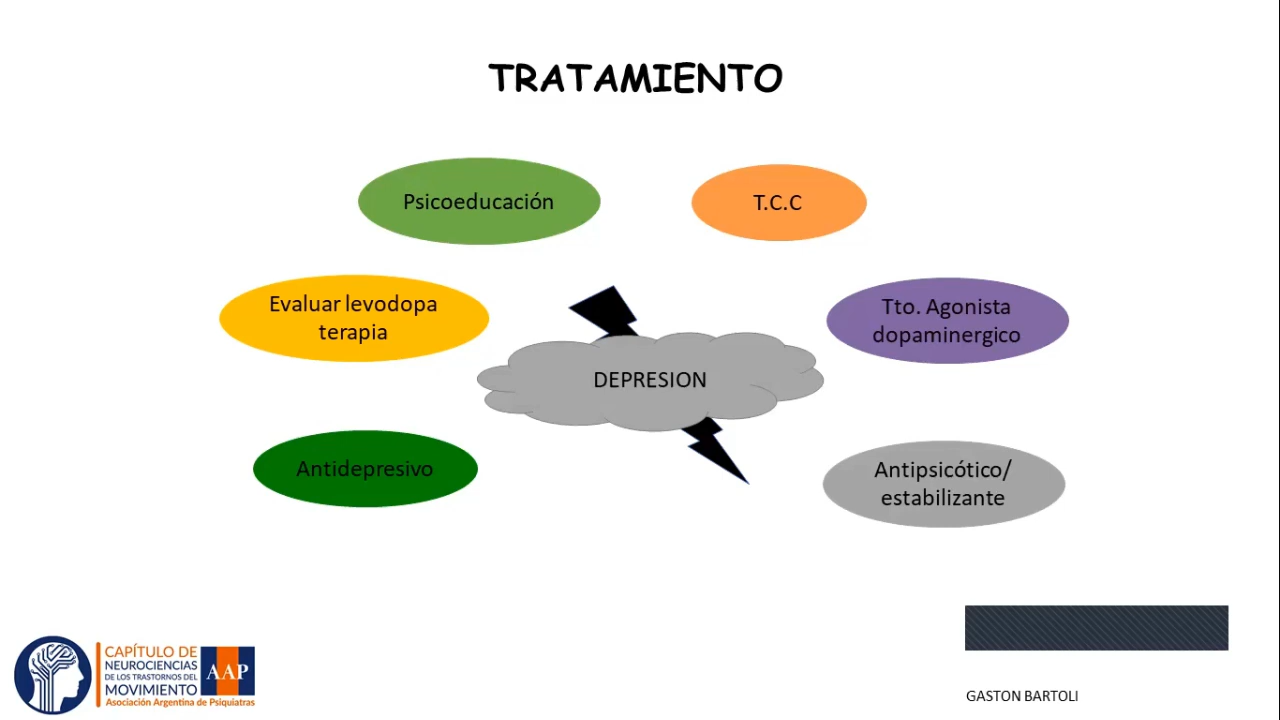 TRATAMIENTO
Psicoeducación
T.C.C
Evaluar levodopa
terapia
Tto. Agonista
dopaminergico
DEPRESION
Antidepresivo
Antipsicótico/
estabilizante
CAPÍTULO DE
NEUROCIENCIAS
DE LOS TRASTORNOS DEL
MOVIMIENTO
AAP
Asociación Argentina de Psiquiatras
GASTON BARTOLI